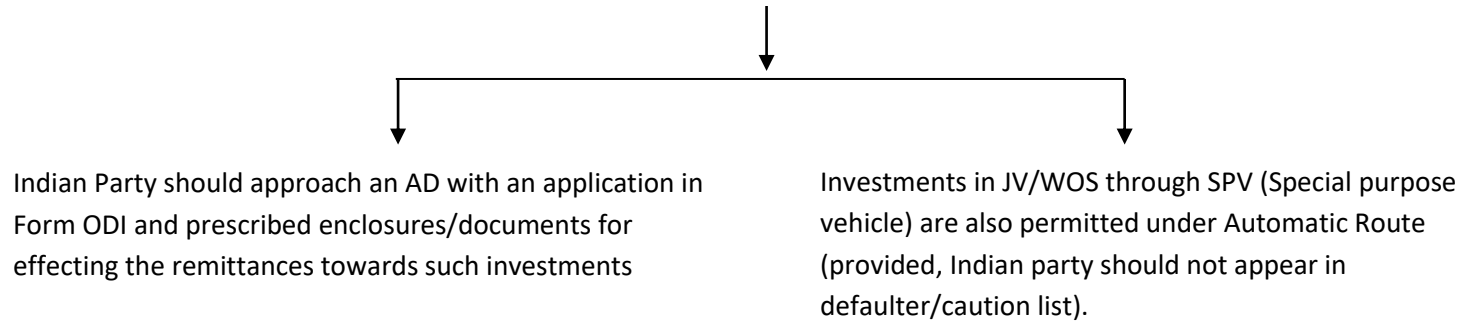 Indian Party should approach an AD with an application in
Form ODI and prescribed enclosures/documents for
effecting the remittances towards such investments
Investments in JV/WOS through SPV (Special purpose
vehicle) are also permitted under Automatic Route
(provided, Indian party should not appear in
defaulter/caution list).